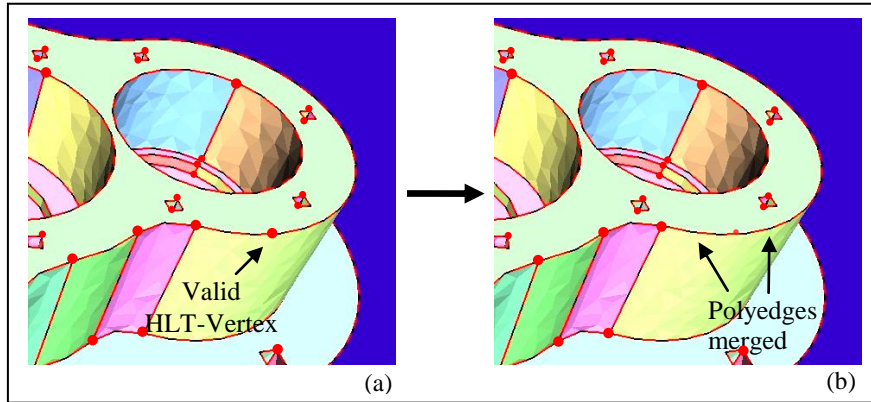 Valid
HLT-Vertex
(a)
Polyedges
merged
(b)